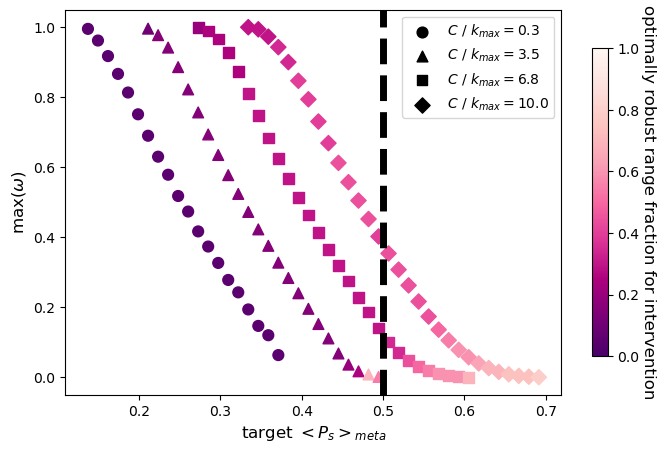 1.0
0.8
0.6
0.4
0.2
0.0
max(ω)
C / k_max = 0.3
C / k_max = 3.5
C / k_max = 6.8
C / k_max = 10.0
0.2 0.3 0.4 0.5 0.6 0.7
target < P_s >_meta
1.0
0.8
0.6
0.4
0.2
0.0
optimally robust range fraction for intervention